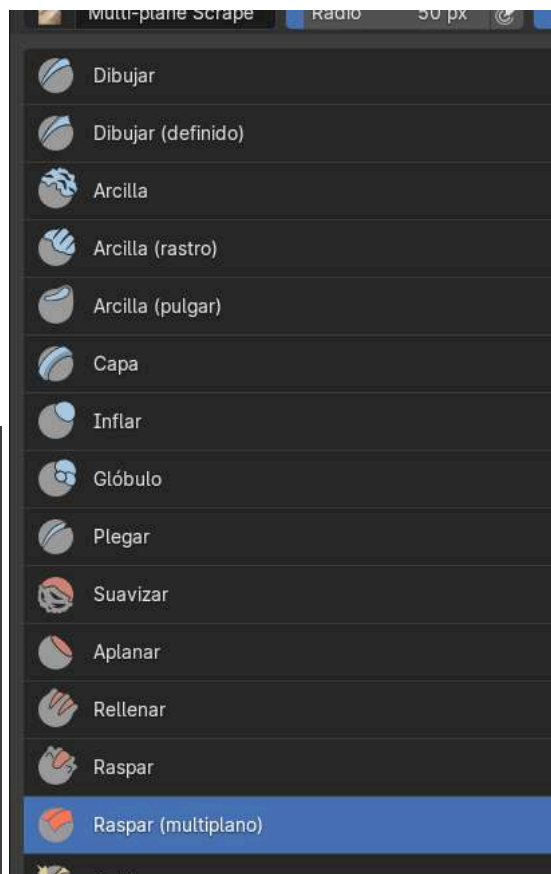 Multi-plane Scrape Radio 50 px
Dibujar
Dibujar (definido)
Arcilla
Arcilla (rastro)
Arcilla (pulgar)
Capa
Inflar
Glóbulo
Plegar
Suavizar
Aplanar
Rellenar
Raspar
Raspar (multiplano)